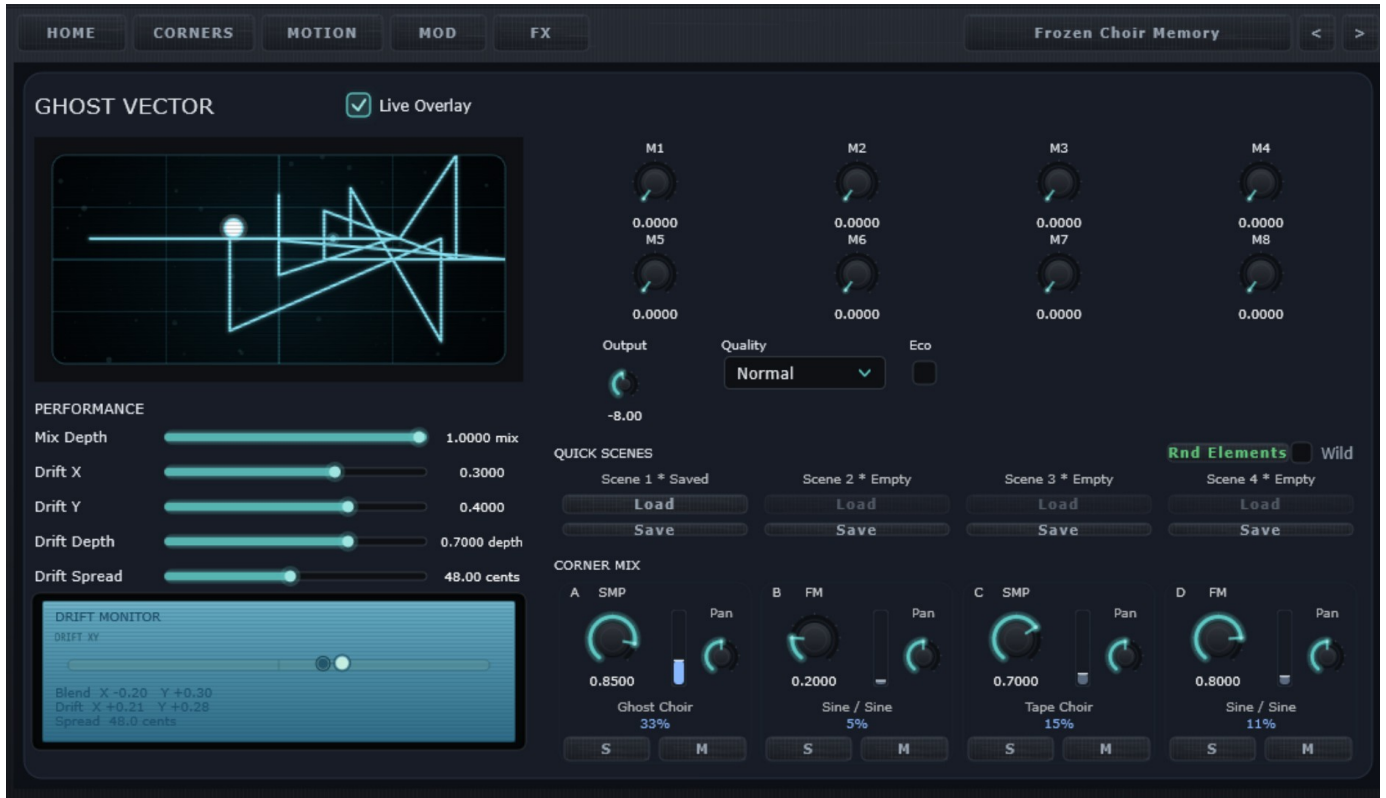 HOME CORNERS MOTION MOD FX Frozen Choir Memory < >
GHOST VECTOR Live Overlay
M1 M2 M3 M4
0.0000 0.0000 0.0000 0.0000
M5 M6 M7 M8
0.0000 0.0000 0.0000 0.0000
Output Quality Eco
Normal
-8.00
PERFORMANCE
Mix Depth 1.0000 mix
Drift X 0.3000
Drift Y 0.4000
Drift Depth 0.7000 depth
Drift Spread 48.00 cents
DRIFT MONITOR
DRIFT XY
Blend X -0.20 Y +0.30
Drift X +0.21 Y +0.28
Spread 48.0 cents
QUICK SCENES Rnd Elements Wild
Scene 1 * Saved Scene 2 * Empty Scene 3 * Empty Scene 4 * Empty
Load Load Load Load
Save Save Save Save
CORNER MIX
A SMP B FM C SMP D FM
Pan Pan Pan Pan
0.8500 0.2000 0.7000 0.8000
Ghost Choir Sine / Sine Tape Choir Sine / Sine
33% 5% 15% 11%
S M S M S M S M